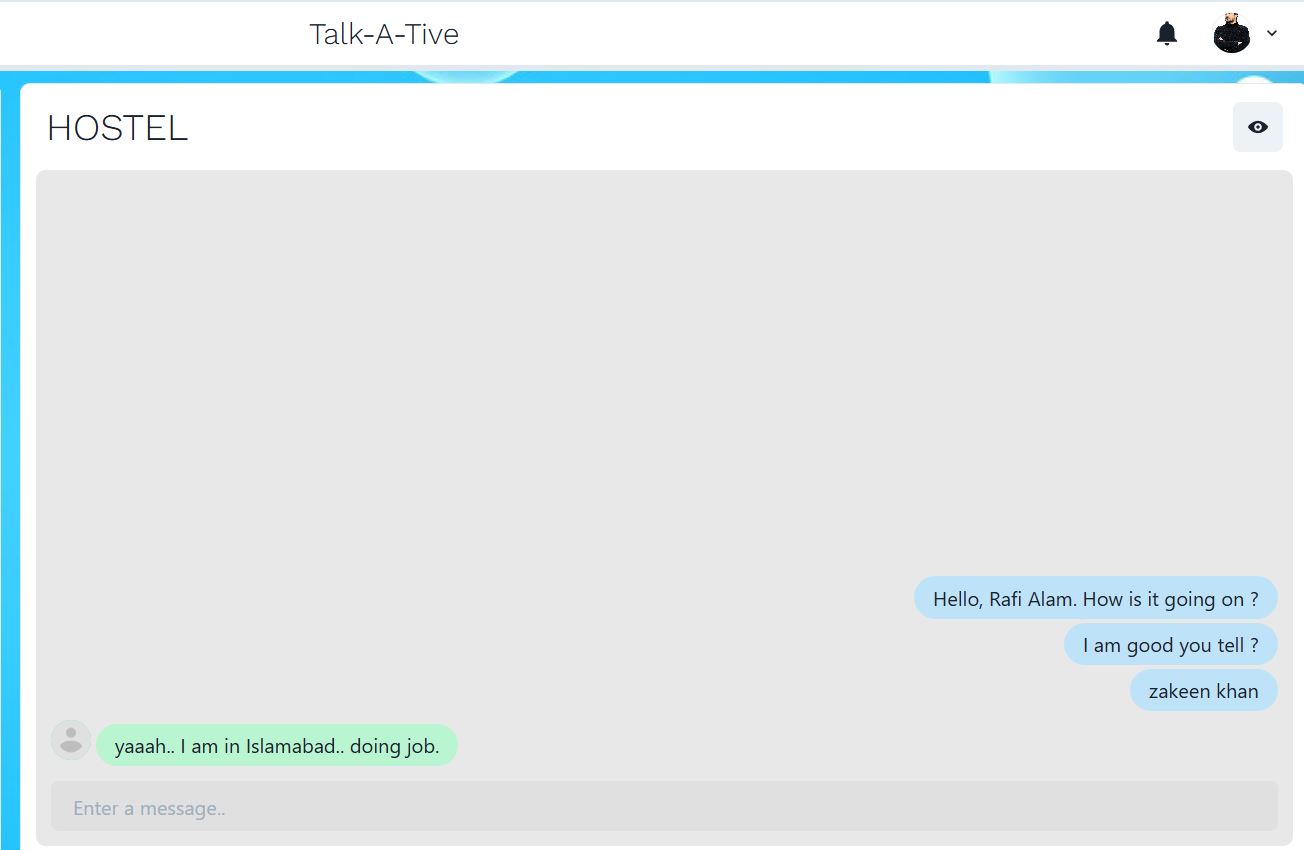 Talk-A-Tive
HOSTEL
Hello, Rafi Alam. How is it going on ?
I am good you tell ?
zakeen khan
yaaah.. I am in Islamabad.. doing job.
Enter a message..